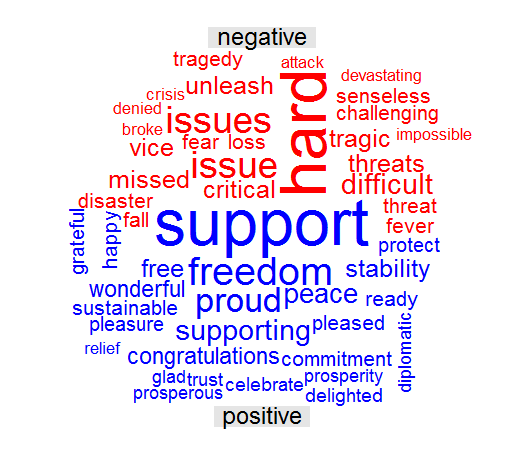 negative
tragedy
attack
devastating
unleash
crisis
senseless
denied
issues
hard
challenging
broke
vice
fear loss
tragic
impossible
issue
threats
missed
critical
difficult
disaster
threat
fall
support
fever
grateful
happy
protect
free
freedom
stability
wonderful
proud
peace
ready
sustainable
pleasure
supporting
pleased
diplomatic
relief
congratulations
commitment
glad
trust
celebrate
prosperity
prosperous
delighted
positive